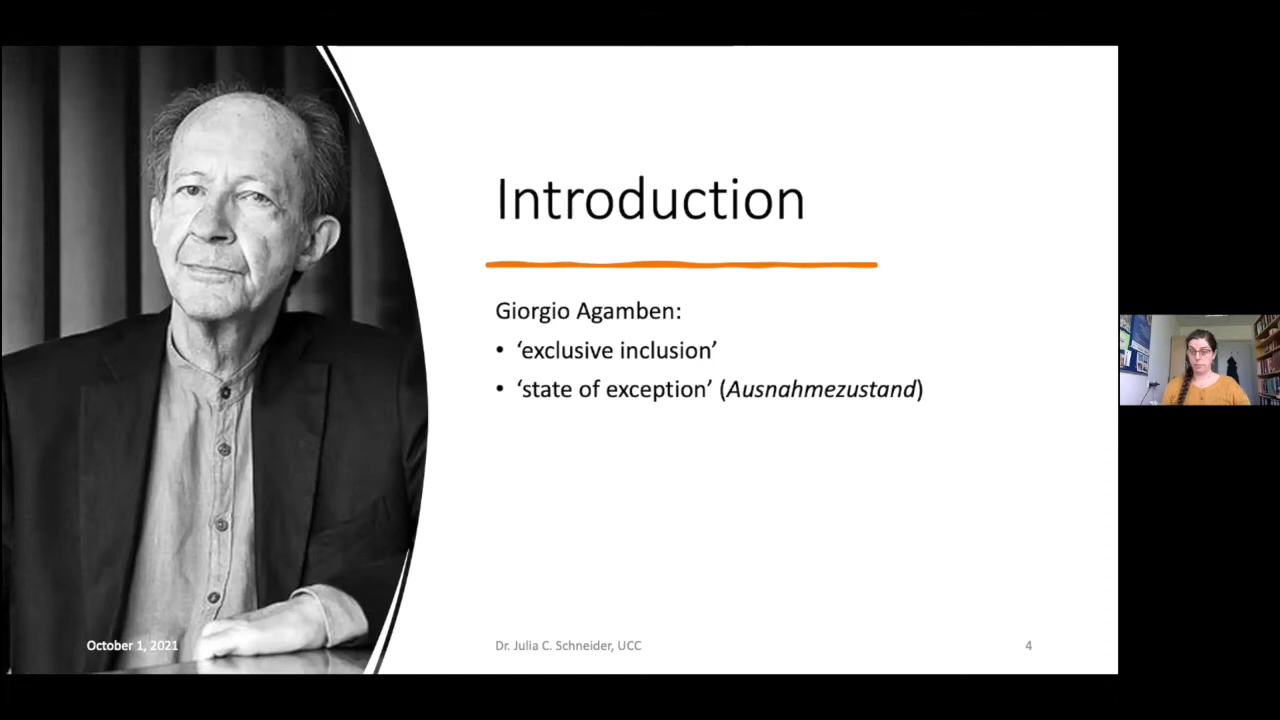 Introduction
Giorgio Agamben:
• ‘exclusive inclusion’
• ‘state of exception’ (Ausnahmezustand)
October 1, 2021
Dr. Julia C. Schneider, UCC
4